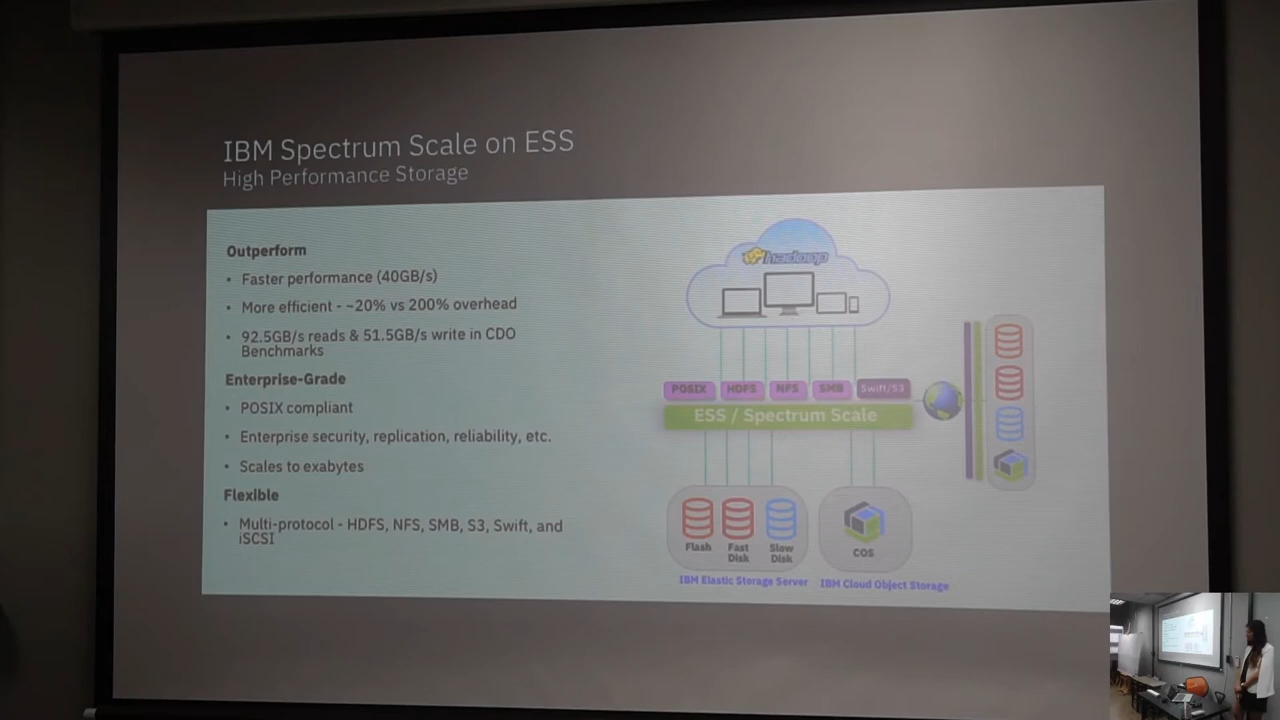 IBM Spectrum Scale on ESS
High Performance Storage
Outperform
• Faster performance (40GB/s)
• More efficient - ~20% vs 200% overhead
• 92.5GB/s reads & 51.5GB/s write in CDO
Benchmarks
Enterprise-Grade
• POSIX compliant
• Enterprise security, replication, reliability, etc.
• Scales to exabytes
Flexible
• Multi-protocol - HDFS, NFS, SMB, S3, Swift, and
iSCSI
hadoop
POSIX HDFS NFS SMB Swift/S3
ESS / Spectrum Scale
Flash
Fast
Disk
Slow
Disk
COS
IBM Elastic Storage Server
IBM Cloud Object Storage